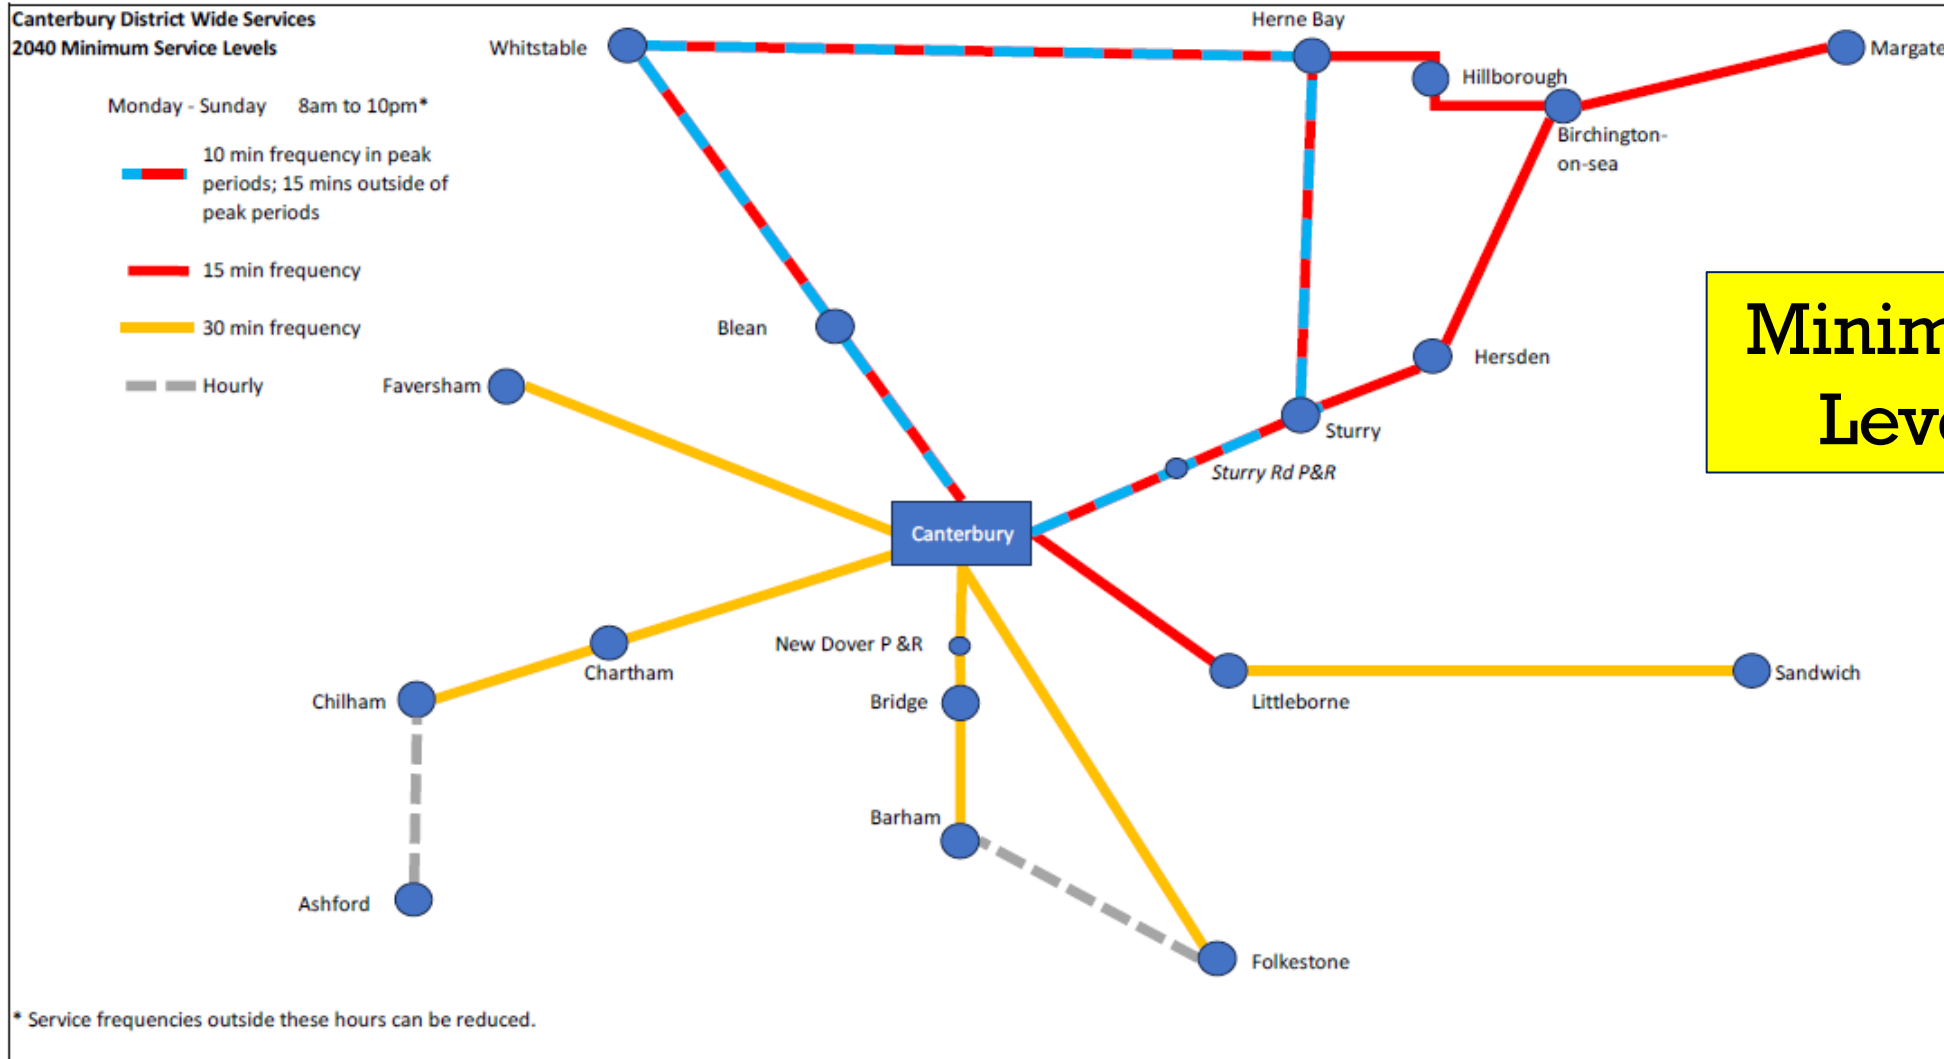 Canterbury District Wide Services
2040 Minimum Service Levels
Monday - Sunday 8am to 10pm*
10 min frequency in peak
periods; 15 mins outside of
peak periods
15 min frequency
30 min frequency
Hourly
Whitstable
Herne Bay
Hillborough
Margate
Birchington-
on-sea
Blean
Faversham
Hersden
Sturry
Sturry Rd P&R
Canterbury
New Dover P &R
Chartham
Chilham
Bridge
Littleborne
Sandwich
Barham
Ashford
Folkestone
* Service frequencies outside these hours can be reduced.